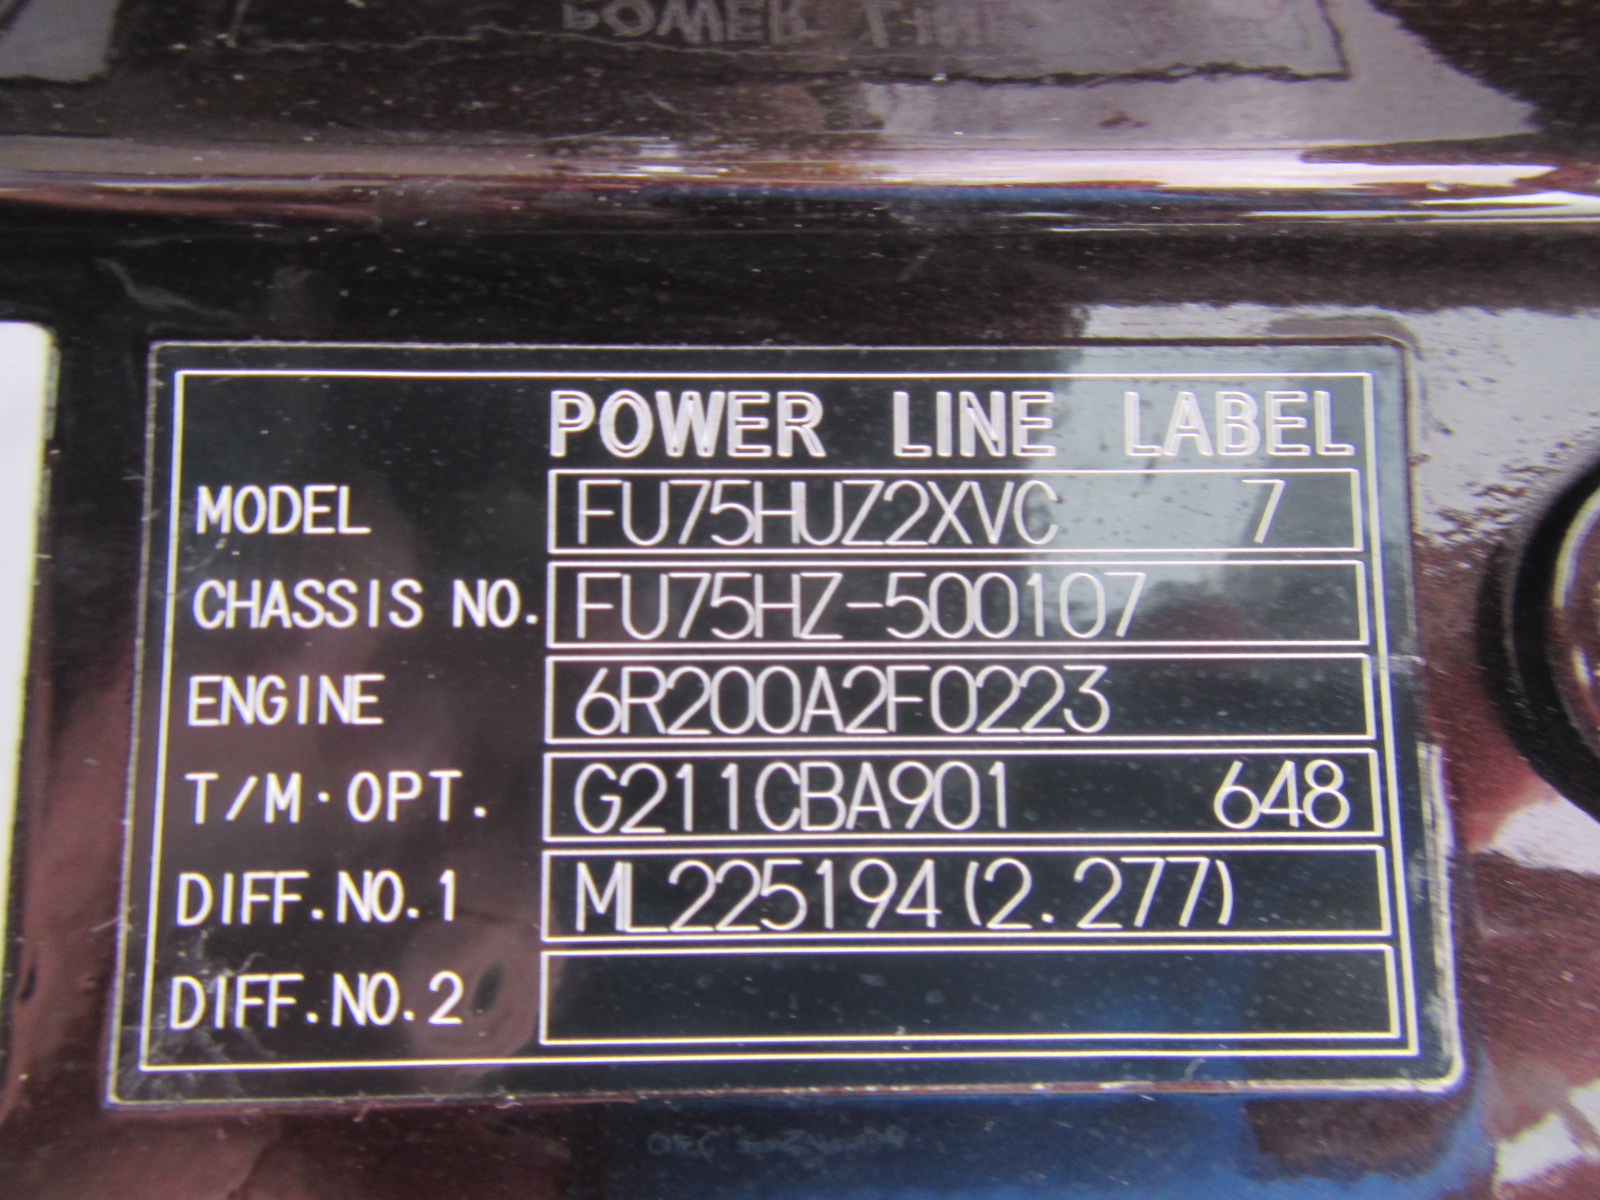 POWER LINE LABEL
MODEL FU75HUZ2XVC 7
CHASSIS NO. FU75HZ-500107
ENGINE 6R200A2F0223
T/M·OPT. G211CBA901 648
DIFF.NO.1 ML225194(2.277)
DIFF.NO.2